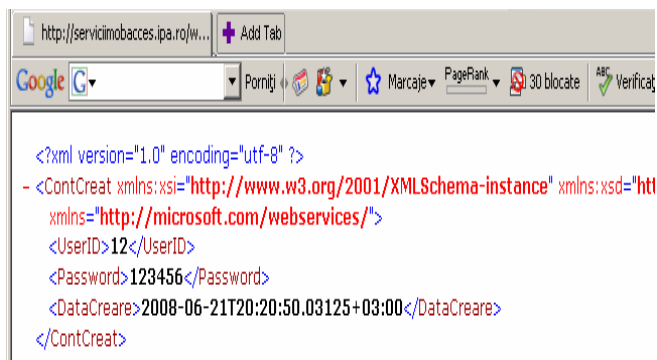 http://serviciimobacces.ipa.ro/w... Add Tab
Google G Porniți Marcaje PageRank 30 blocate ABC Verificaț
<?xml version="1.0" encoding="utf-8" ?>
- <ContCreat xmlns:xsi="http://www.w3.org/2001/XMLSchema-instance" xmlns:xsd="htt
xmlns="http://microsoft.com/webservices/">
<UserID>12</UserID>
<Password>123456</Password>
<DataCreare>2008-06-21T20:20:50.03125+03:00</DataCreare>
</ContCreat>